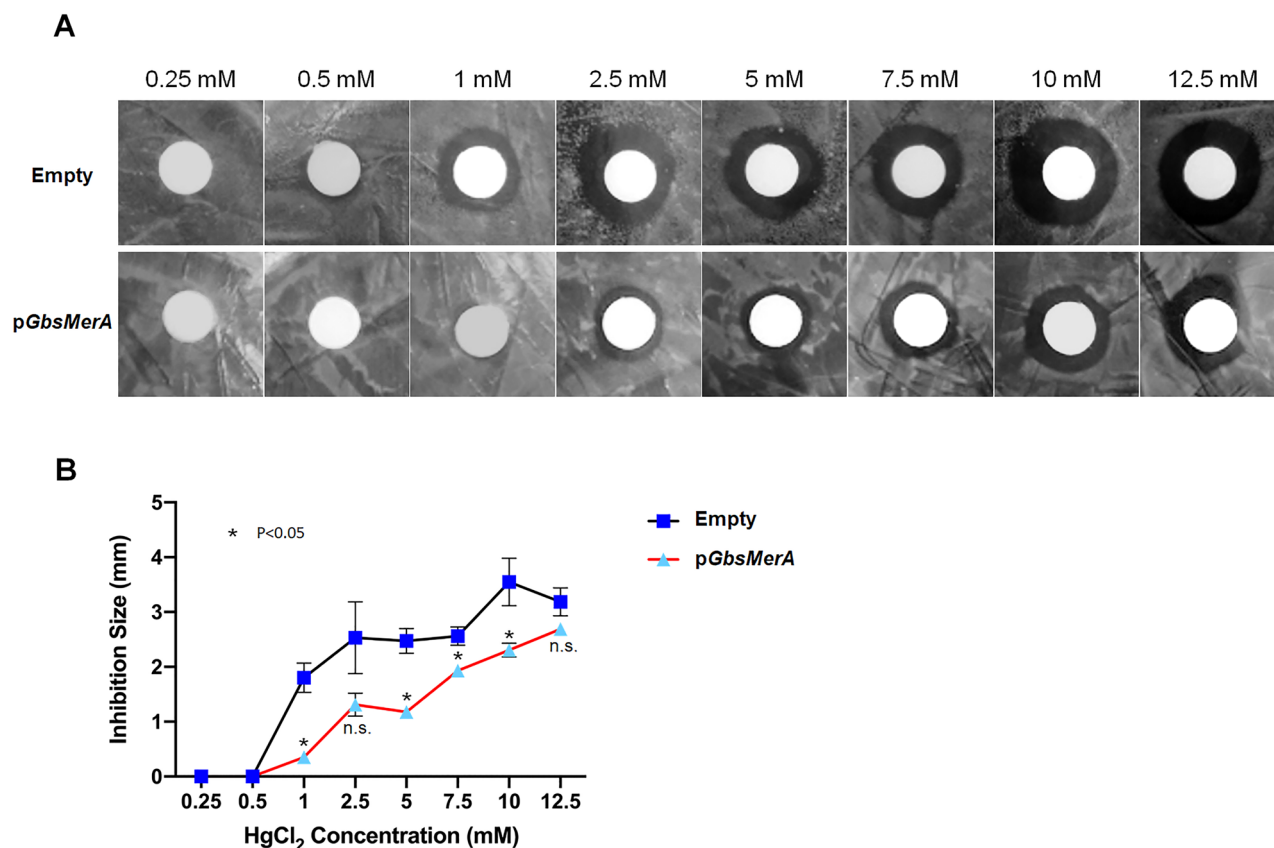 A
0.25 mM 0.5 mM 1 mM 2.5 mM 5 mM 7.5 mM 10 mM 12.5 mM
Empty
pGbsMerA
B
5
4
3
2
1
0
Inhibition Size (mm)
* P<0.05
*
n.s.
*
*
*
n.s.
0.25 0.5 1 2.5 5 7.5 10 12.5
HgCl₂ Concentration (mM)
Empty
pGbsMerA